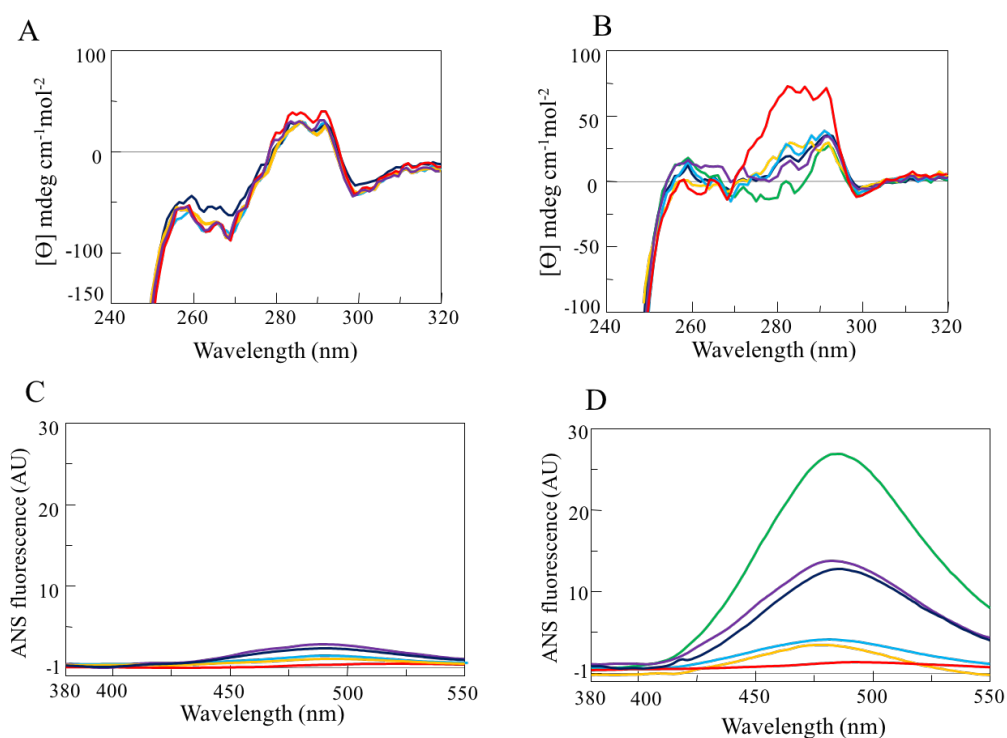 A
100
0
-100
-150
[Ɵ] mdeg cm⁻¹mol⁻²
240 260 280 300 320
Wavelength (nm)
B
100
50
0
-50
-100
[Ɵ] mdeg cm⁻¹mol⁻²
240 260 280 300 320
Wavelength (nm)
C
30
20
10
-1
ANS fluorescence (AU)
380 400 450 500 550
Wavelength (nm)
D
30
20
10
-1
ANS fluorescence (AU)
380 400 450 500 550
Wavelength (nm)